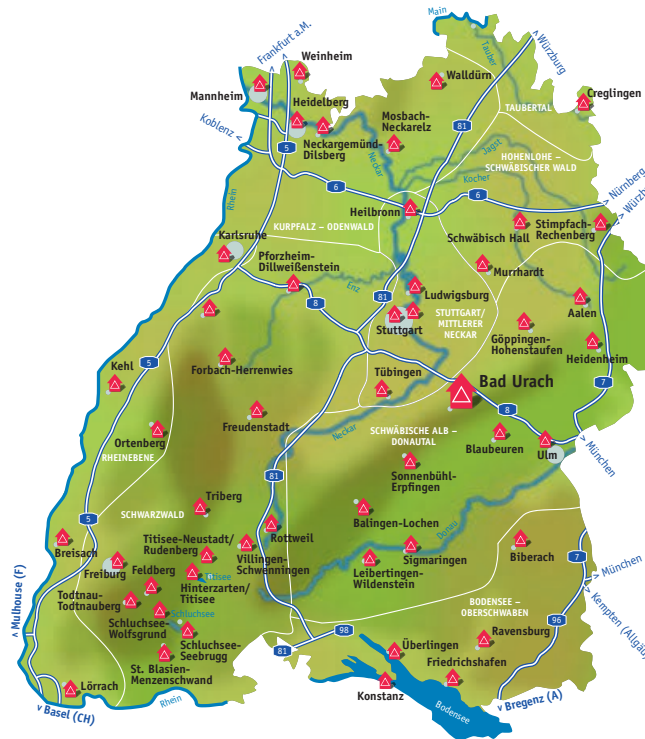 Main
Frankfurt a.M.
Weinheim
Würzburg
Tauber
Walldürn
Creglingen
Mannheim
TAUBERTAL
Heidelberg
Koblenz
Mosbach-
Neckarelz
81
5
Neckargemünd-
Dilsberg
Jagst
HOHENLOHE –
SCHWÄBISCHER WALD
Neckar
Kocher
6
6
Nürnberg
Würzb
Rhein
Heilbronn
KURPFALZ – ODENWALD
Stimpfach-
Rechenberg
Karlsruhe
Schwäbisch Hall
Pforzheim-
Dillweißenstein
Murrhardt
Enz
81
Ludwigsburg
8
Aalen
STUTTGART/
MITTLERER
NECKAR
Stuttgart
Göppingen-
Hohenstaufen
Heidenheim
5
Kehl
Forbach-Herrenwies
Tübingen
Bad Urach
7
8
Freudenstadt
Neckar
SCHWÄBISCHE ALB –
DONAUTAL
Ortenberg
RHEINEBENE
Blaubeuren
Ulm
München
81
Sonnenbühl-
Erpfingen
Triberg
SCHWARZWALD
Balingen-Lochen
5
Donau
Titisee-Neustadt/
Rudenberg
Rottweil
Breisach
Villingen-
Schwenningen
Sigmaringen
Biberach
7
Freiburg
Feldberg
Leibertingen-
Wildenstein
Titisee
Hinterzarten/
Titisee
München
Todtnau-
Todtnauberg
Kempten (Allgäu)
Mulhouse (F)
Schluchsee
BODENSEE –
OBERSCHWABEN
Schluchsee-
Wolfsgrund
96
98
Ravensburg
Schluchsee-
Seebrugg
81
Überlingen
St. Blasien-
Menzenschwand
Friedrichshafen
Lörrach
Konstanz
Rhein
Bodensee
Basel (CH)
Bregenz (A)